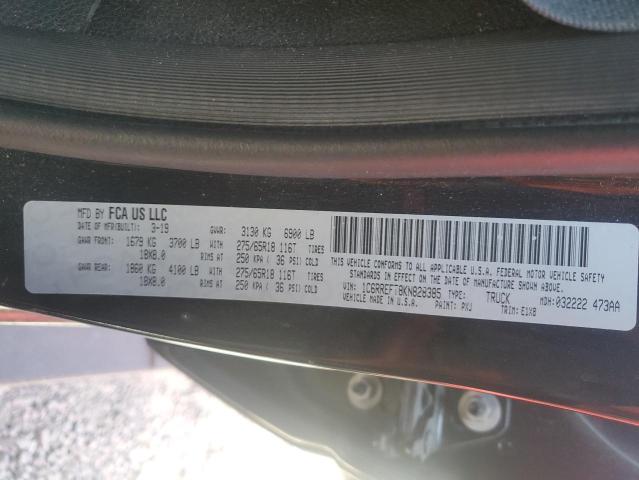 MFD BY FCA US LLC
DATE OF MFR(BUILT): 3-19 GVWR: 3130 KG 6900 LB
GAWR FRONT: 1679 KG 3700 LB WITH 275/65R18 116T TIRES
18X8.0 RIMS AT 250 KPA ( 36 PSI) COLD
GAWR REAR: 1860 KG 4100 LB WITH 275/65R18 116T TIRES
18X8.0 RIMS AT 250 KPA ( 36 PSI) COLD
THIS VEHICLE CONFORMS TO ALL APPLICABLE U.S.A. FEDERAL MOTOR VEHICLE SAFETY
STANDARDS IN EFFECT ON THE DATE OF MANUFACTURE SHOWN ABOVE.
VIN: 1C6RREFT8KN828385 TYPE: TRUCK MDH: 032222 473AA
MADE IN U.S.A. PAINT: PXJ TRIM: E1X8